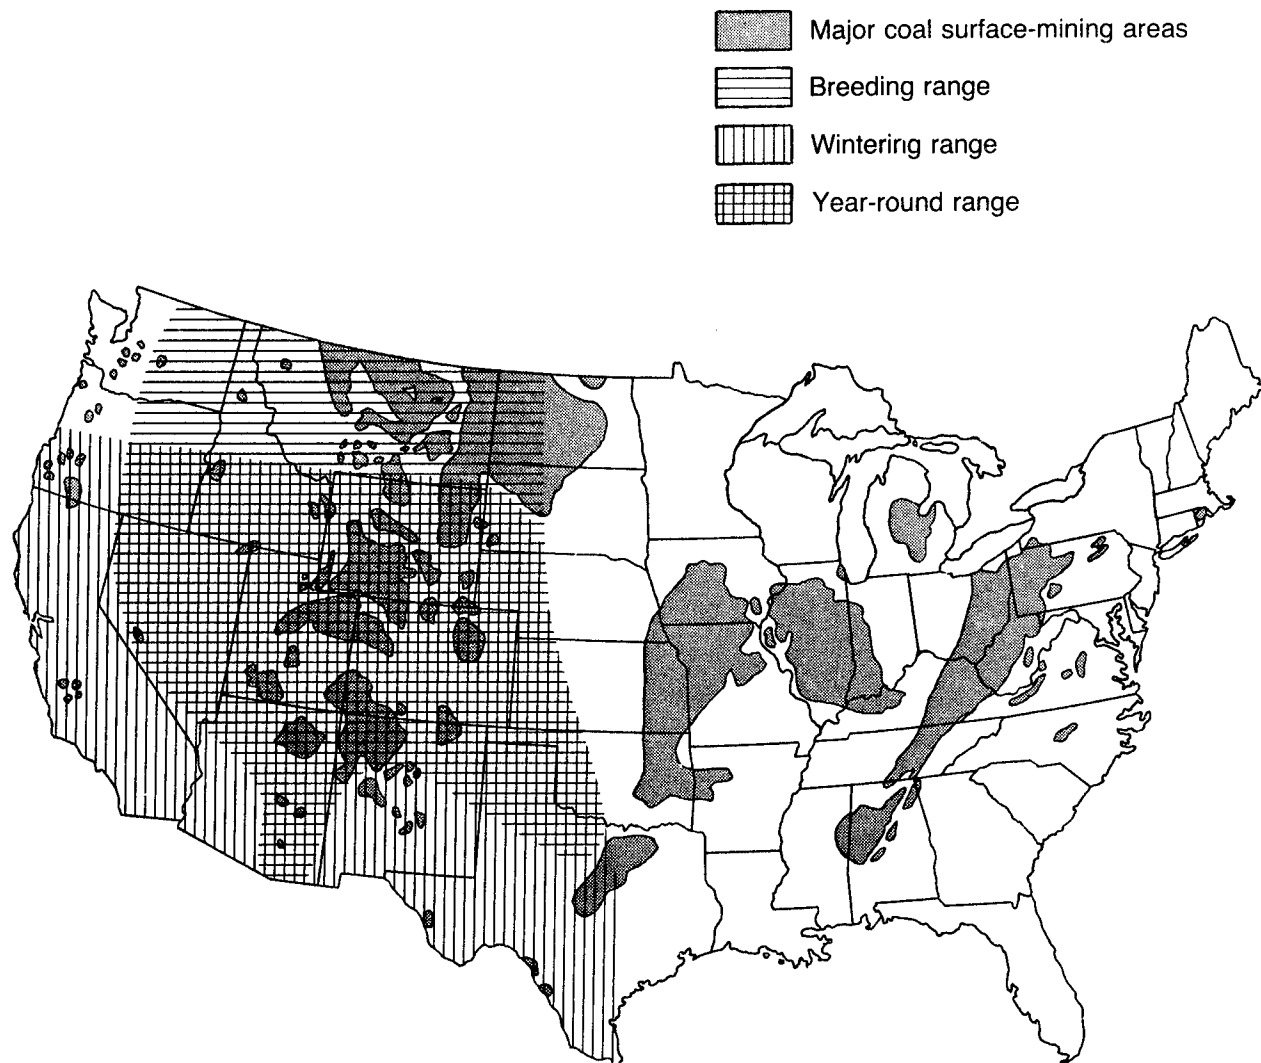 Major coal surface-mining areas
Breeding range
Wintering range
Year-round range